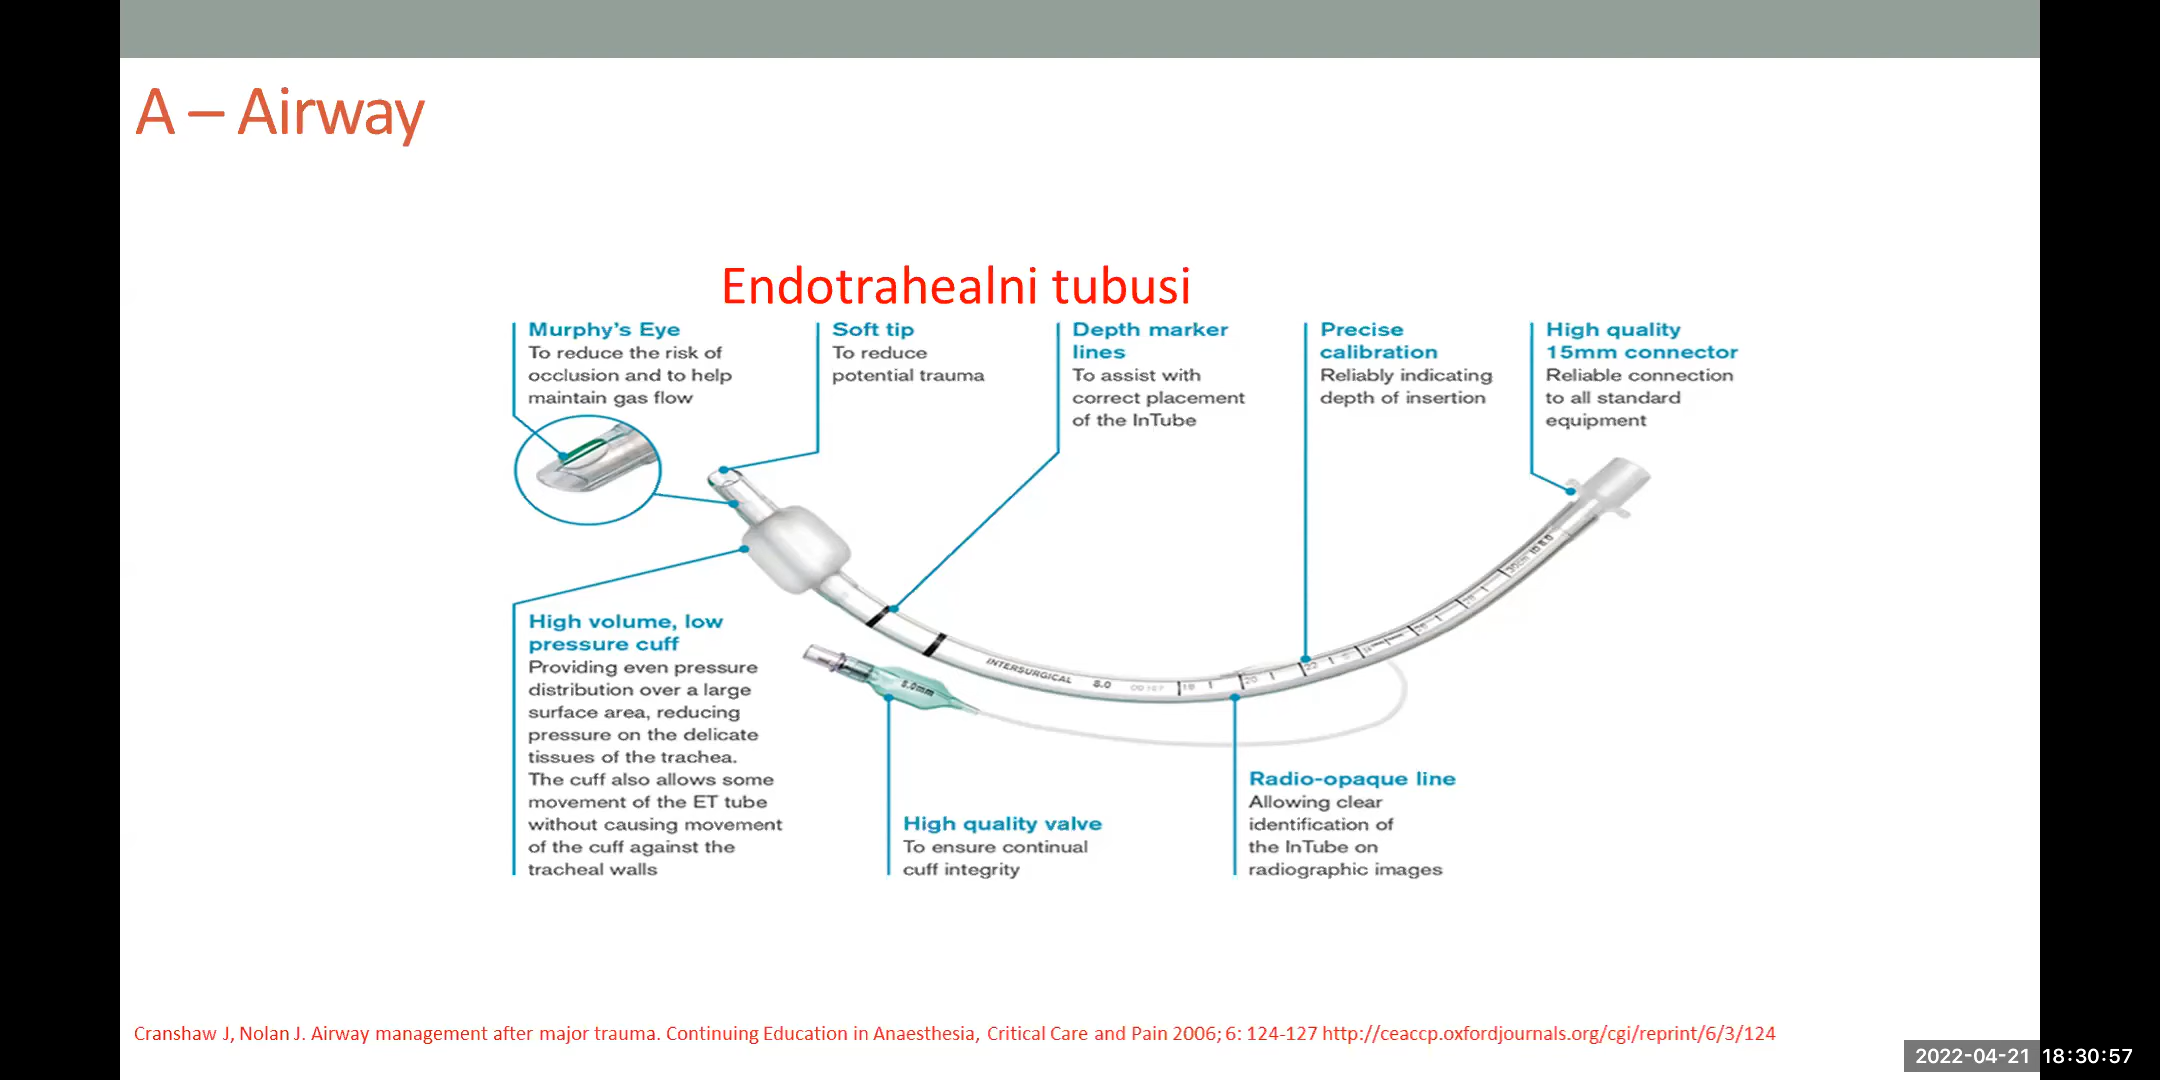 A – Airway
Endotrahealni tubusi
Murphy's Eye
To reduce the risk of
occlusion and to help
maintain gas flow
Soft tip
To reduce
potential trauma
Depth marker
lines
To assist with
correct placement
of the InTube
Precise
calibration
Reliably indicating
depth of insertion
High quality
15mm connector
Reliable connection
to all standard
equipment
High volume, low
pressure cuff
Providing even pressure
distribution over a large
surface area, reducing
pressure on the delicate
tissues of the trachea.
The cuff also allows some
movement of the ET tube
without causing movement
of the cuff against the
tracheal walls
8.0mm
INTERSURGICAL 8.0
20
22
High quality valve
To ensure continual
cuff integrity
Radio-opaque line
Allowing clear
identification of
the InTube on
radiographic images
Cranshaw J, Nolan J. Airway management after major trauma. Continuing Education in Anaesthesia, Critical Care and Pain 2006; 6: 124-127 http://ceaccp.oxfordjournals.org/cgi/reprint/6/3/124
2022-04-21 18:30:57